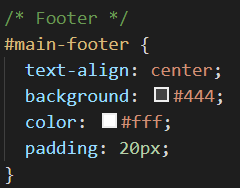 /* Footer */
#main-footer {
  text-align: center;
  background: #444;
  color: #fff;
  padding: 20px;
}